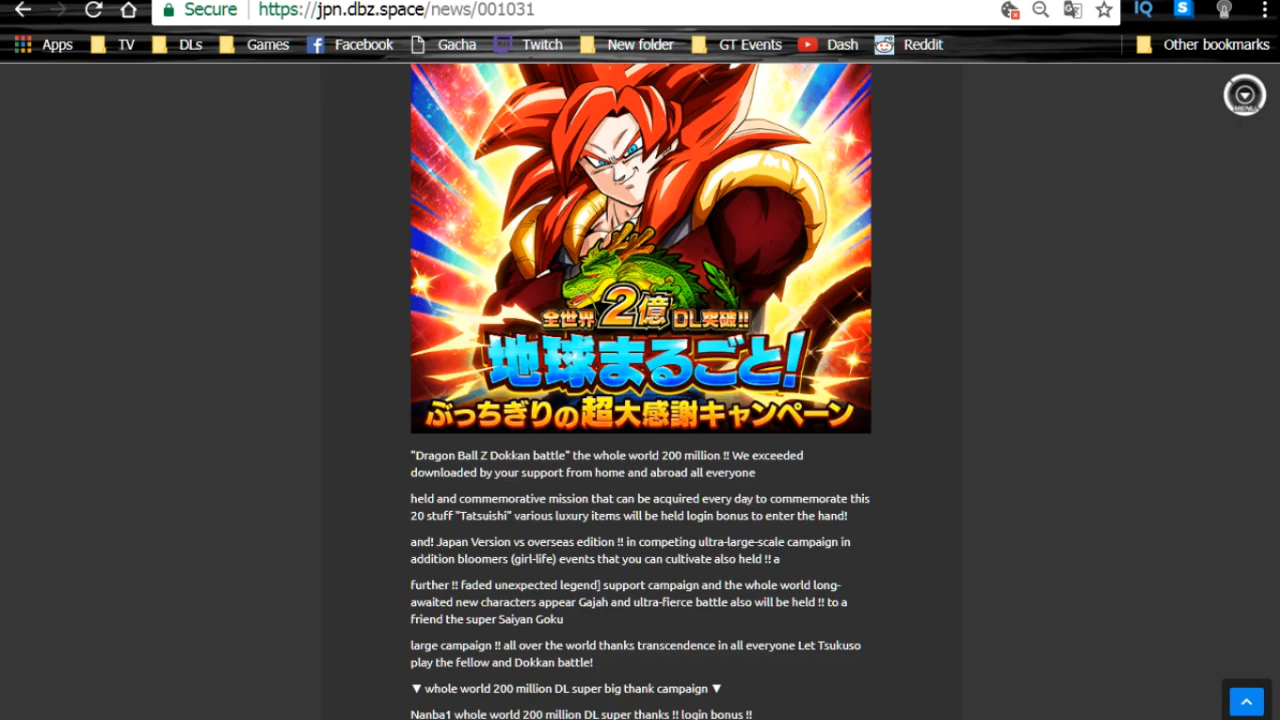 Secure https://jpn.dbz.space/news/001031
IQ S
Apps TV DLs Games Facebook Gacha Twitch New folder GT Events Dash Reddit Other bookmarks
MENU
全世界2億DL突破!!
地球まるごと!
ぶっちぎりの超大感謝キャンペーン
"Dragon Ball Z Dokkan battle" the whole world 200 million !! We exceeded
downloaded by your support from home and abroad all everyone
held and commemorative mission that can be acquired every day to commemorate this
20 stuff "Tatsuishi" various luxury items will be held login bonus to enter the hand!
and! Japan Version vs overseas edition !! in competing ultra-large-scale campaign in
addition bloomers (girl-life) events that you can cultivate also held !! a
further !! faded unexpected legend] support campaign and the whole world long-
awaited new characters appear Gajah and ultra-fierce battle also will be held !! to a
friend the super Saiyan Goku
large campaign !! all over the world thanks transcendence in all everyone Let Tsukuso
play the fellow and Dokkan battle!
▼ whole world 200 million DL super big thank campaign ▼
Nanba1 whole world 200 million DL super thanks !! login bonus !!